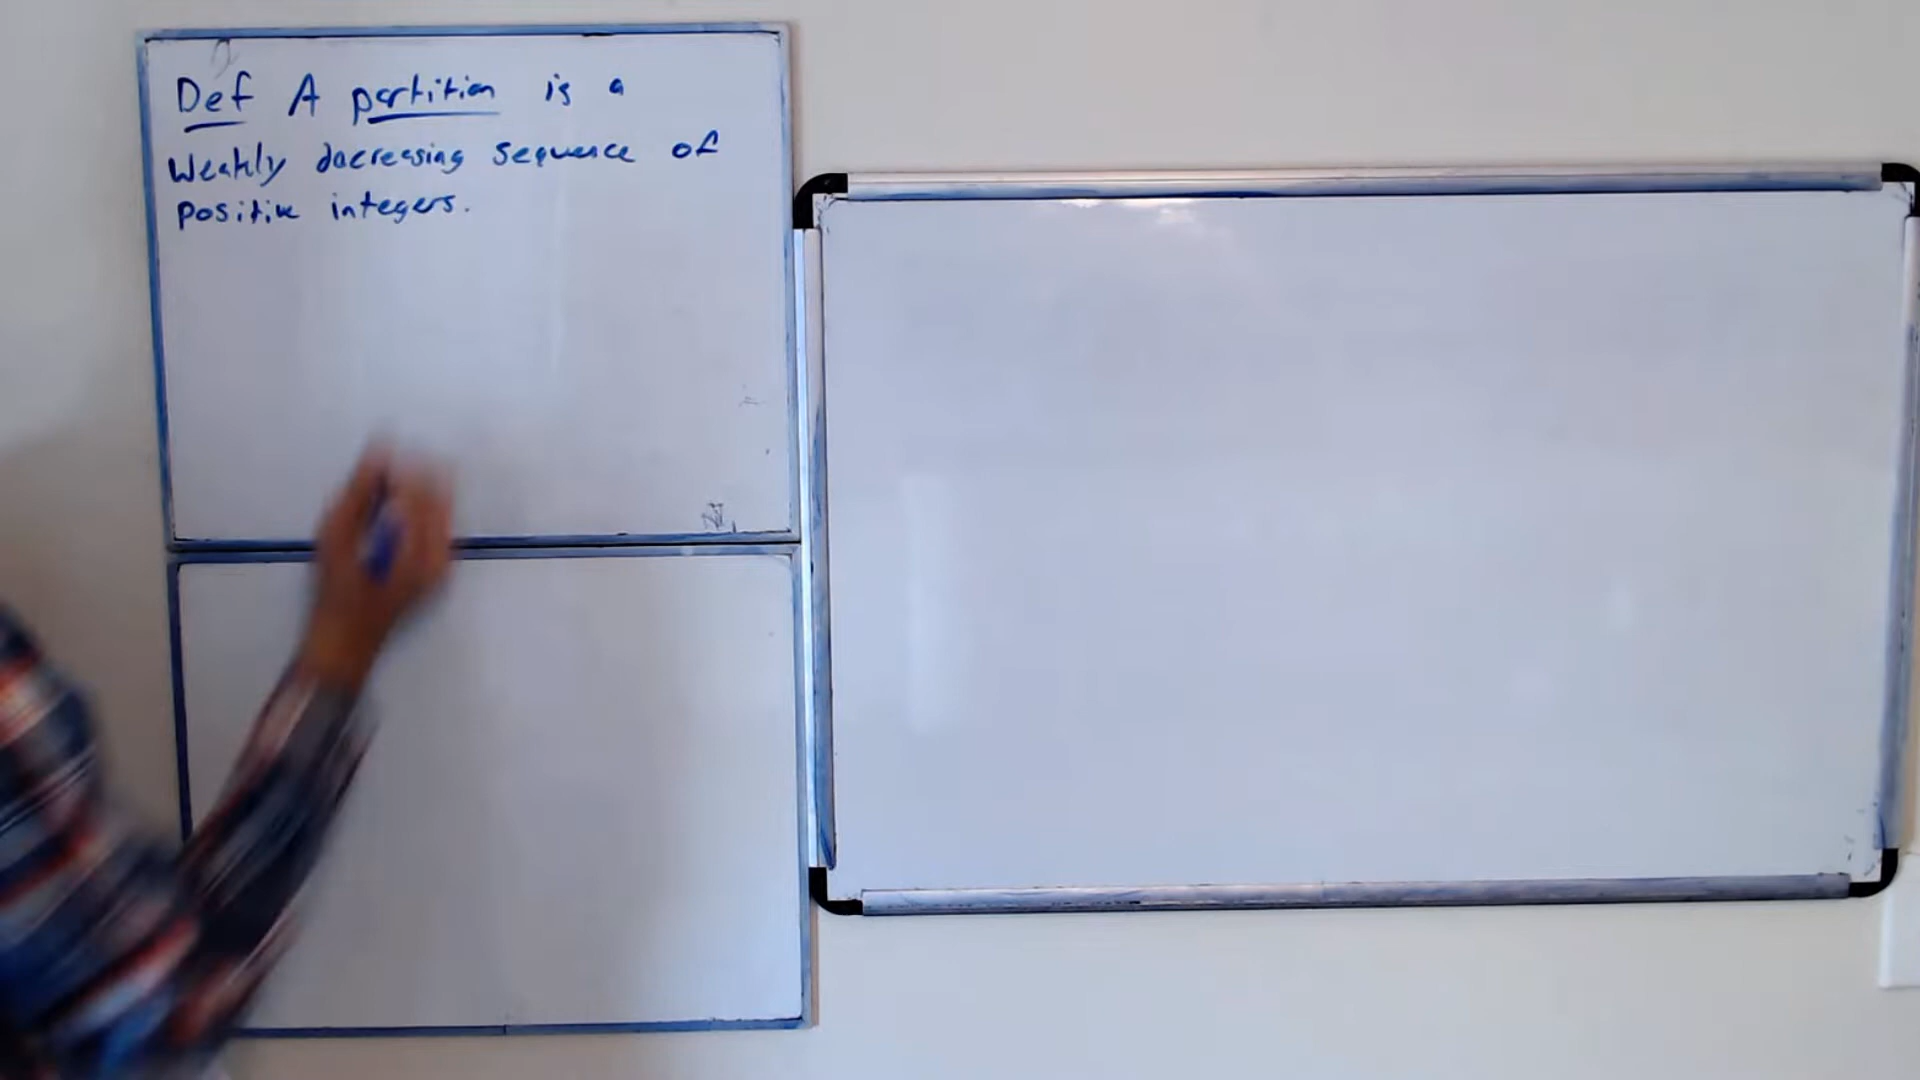 Def A partition is a
Weakly decreasing sequence of
positive integers.